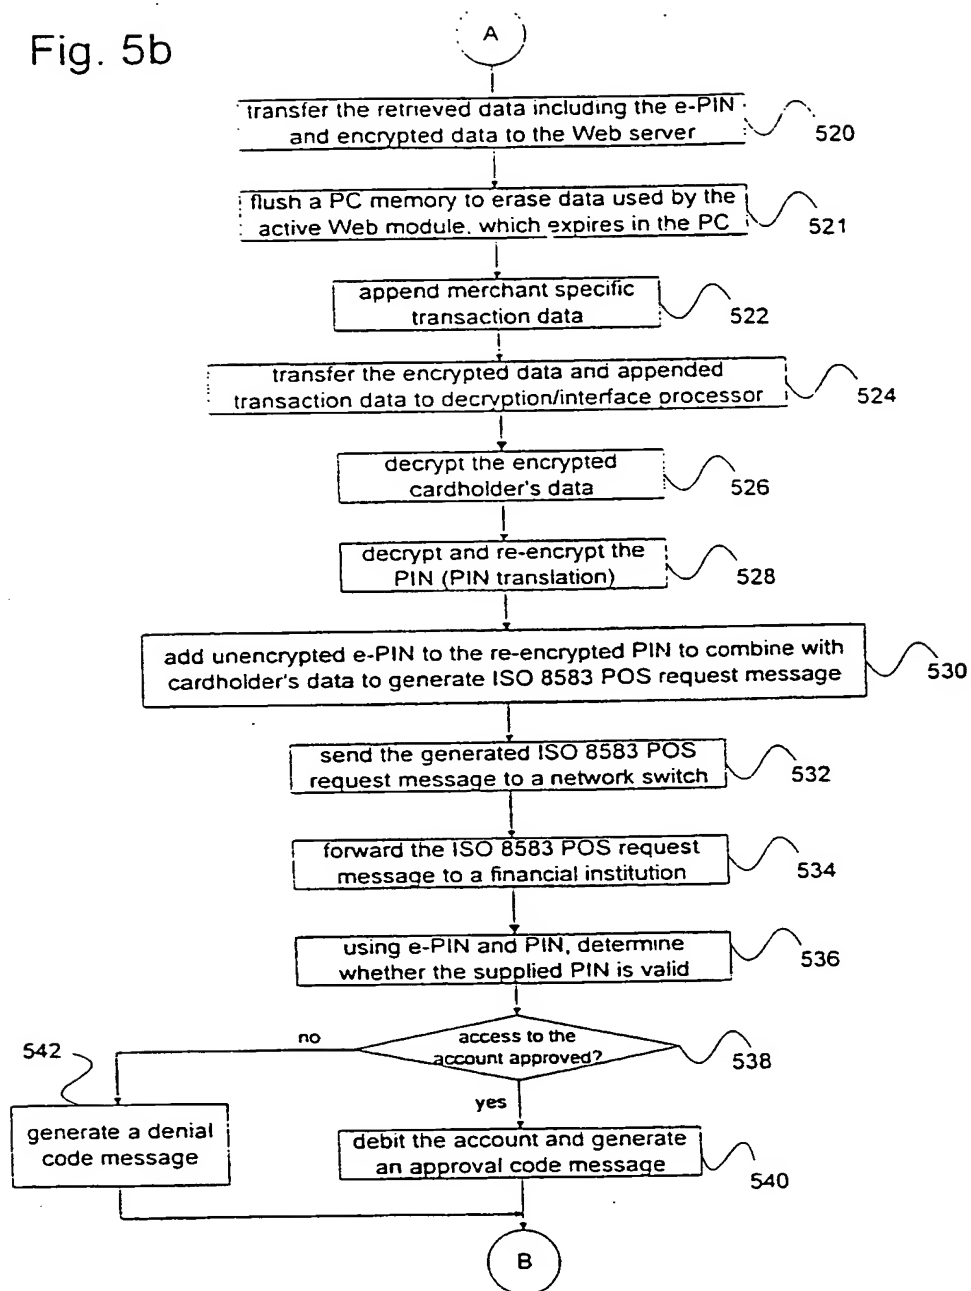 Fig. 5b
A
transfer the retrieved data including the e-PIN
and encrypted data to the Web server
520
flush a PC memory to erase data used by the
active Web module, which expires in the PC
521
append merchant specific
transaction data
522
transfer the encrypted data and appended
transaction data to decryption/interface processor
524
decrypt the encrypted
cardholder's data
526
decrypt and re-encrypt the
PIN (PIN translation)
528
add unencrypted e-PIN to the re-encrypted PIN to combine with
cardholder's data to generate ISO 8583 POS request message
530
send the generated ISO 8583 POS
request message to a network switch
532
forward the ISO 8583 POS request
message to a financial institution
534
using e-PIN and PIN, determine
whether the supplied PIN is valid
536
access to the
account approved?
538
no
yes
542
generate a denial
code message
debit the account and generate
an approval code message
540
B